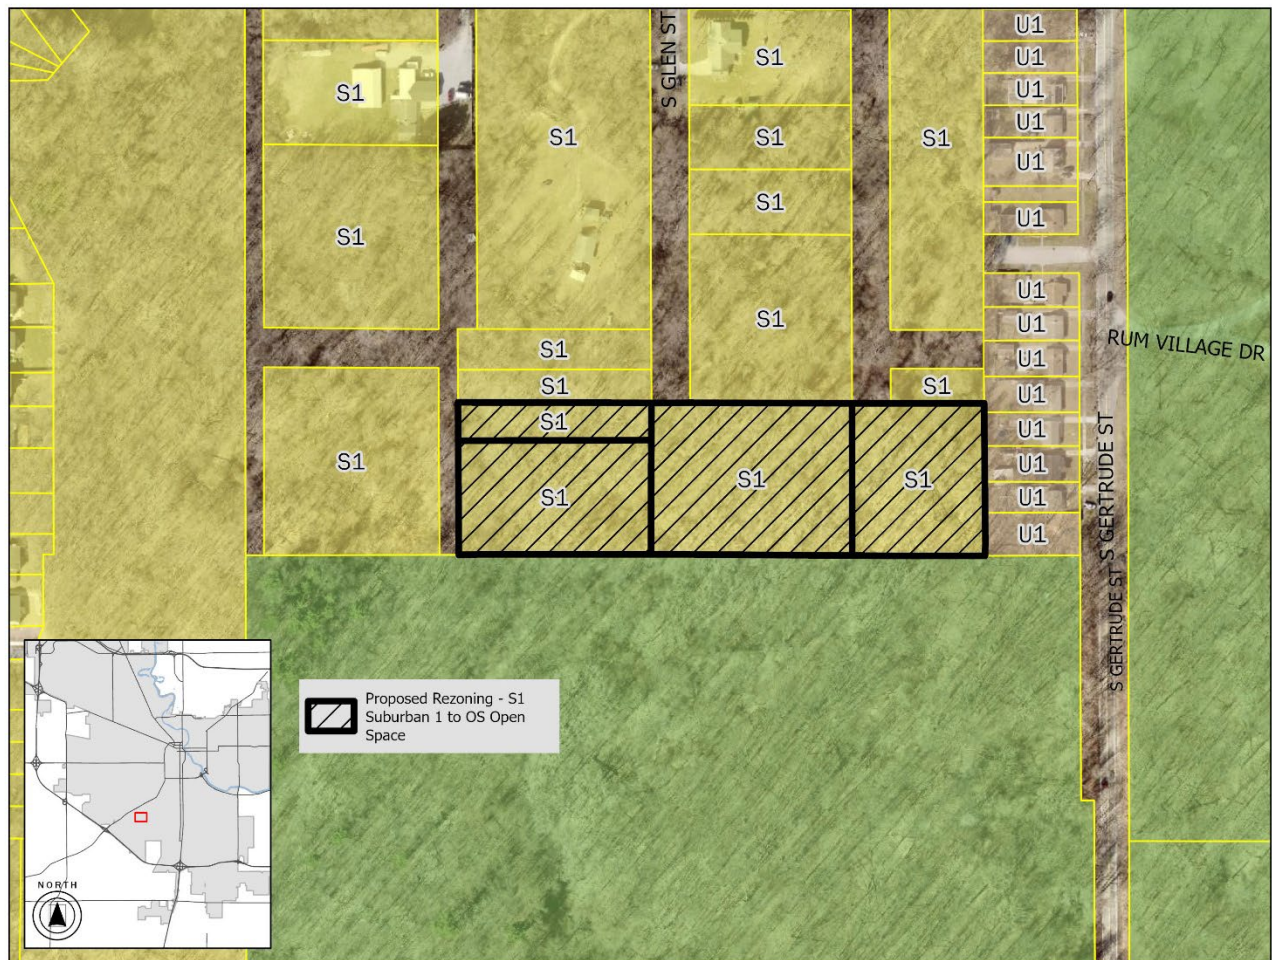 U1
U1
S1
S1
U1
S1
S1
S1
U1
U1
S1
S1
U1
S1
S1
U1
U1
U1
S1
S1
S1
U1
S1
U1
S1
U1
S1
S1
S1
U1
U1
S GLEN ST
RUM VILLAGE DR
S GERTRUDE ST
S GERTRUDE ST
Proposed Rezoning - S1
Suburban 1 to OS Open
Space
NORTH